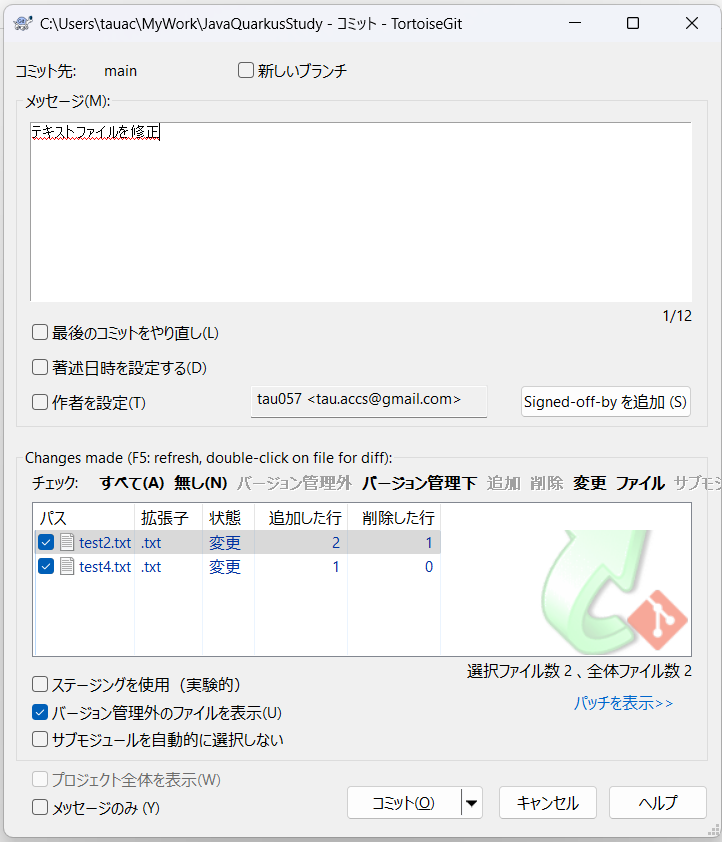 C:\Users\tauac\MyWork\JavaQuarkusStudy - コミット - TortoiseGit
コミット先: main 新しいブランチ
メッセージ(M):
テキストファイルを修正
1/12
最後のコミットをやり直し(L)
著述日時を設定する(D)
作者を設定(T) tau057 <tau.accs@gmail.com> Signed-off-by を追加 (S)
Changes made (F5: refresh, double-click on file for diff):
チェック: すべて(A) 無し(N) バージョン管理外 バージョン管理下 追加 削除 変更 ファイル サブモジ
パス 拡張子 状態 追加した行 削除した行
test2.txt .txt 変更 2 1
test4.txt .txt 変更 1 0
選択ファイル数 2 、全体ファイル数 2
ステージングを使用（実験的）
パッチを表示>>
バージョン管理外のファイルを表示(U)
サブモジュールを自動的に選択しない
プロジェクト全体を表示(W)
メッセージのみ (Y)
コミット(O) キャンセル ヘルプ